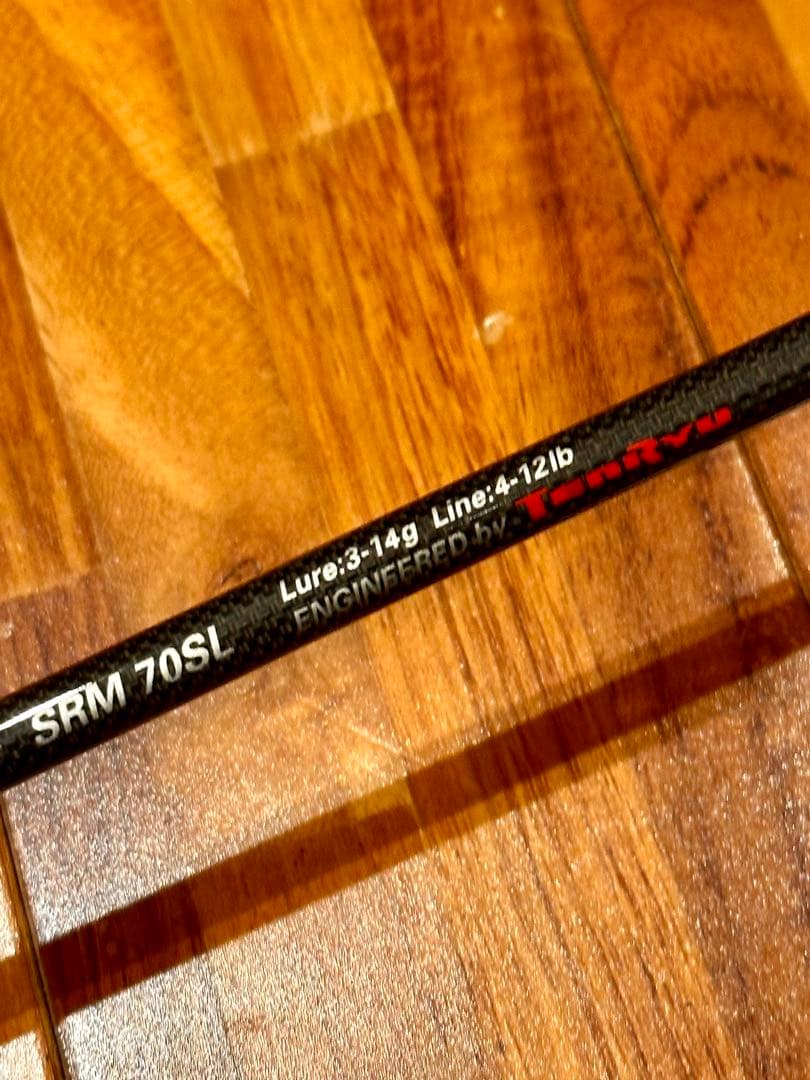 SRM 70SL
Lure:3-14g Line:4-12lb
ENGINEERED by TenRyu